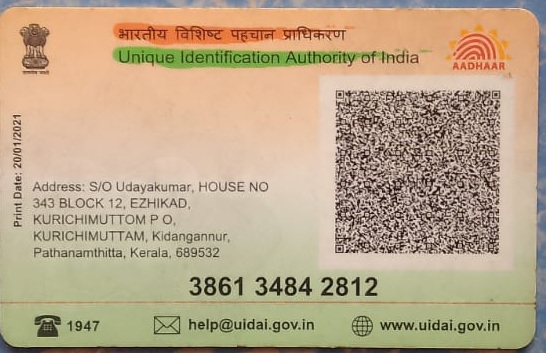 भारतीय विशिष्ट पहचान प्राधिकरण
Unique Identification Authority of India
AADHAAR
Print Date: 20/01/2021
Address: S/O Udayakumar, HOUSE NO
343 BLOCK 12, EZHIKAD,
KURICHIMUTTOM P O,
KURICHIMUTTAM, Kidangannur,
Pathanamthitta, Kerala, 689532
3861 3484 2812
1947
help@uidai.gov.in
www.uidai.gov.in